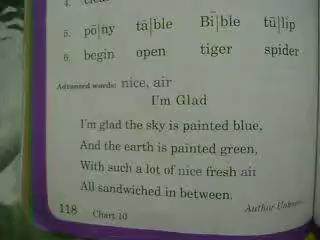 4.
5. pō|ny tā|ble Bī|ble tū|lip
6. begin open tiger spider
Advanced words: nice, air
I'm Glad
I'm glad the sky is painted blue,
And the earth is painted green,
With such a lot of nice fresh air
All sandwiched in between.
Author
118 Chart 10